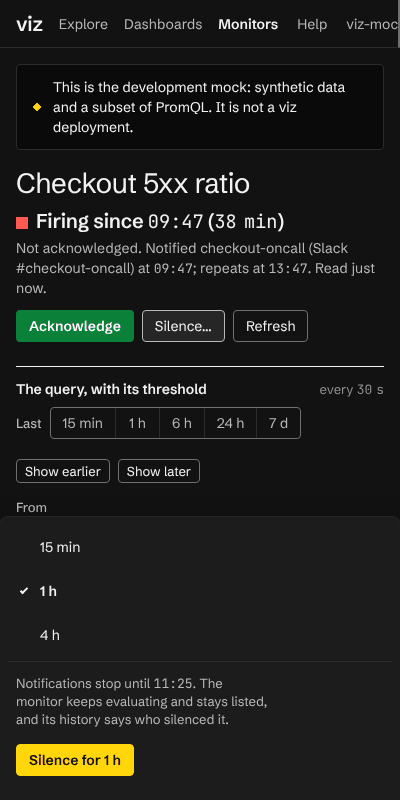 viz Explore Dashboards Monitors Help viz-moc
This is the development mock: synthetic data
and a subset of PromQL. It is not a viz
deployment.
Checkout 5xx ratio
Firing since 09:47 (38 min)
Not acknowledged. Notified checkout-oncall (Slack
#checkout-oncall) at 09:47; repeats at 13:47. Read just
now.
Acknowledge Silence… Refresh
The query, with its threshold every 30 s
Last 15 min 1 h 6 h 24 h 7 d
Show earlier Show later
From
15 min
1 h
4 h
Notifications stop until 11:25. The
monitor keeps evaluating and stays listed,
and its history says who silenced it.
Silence for 1 h